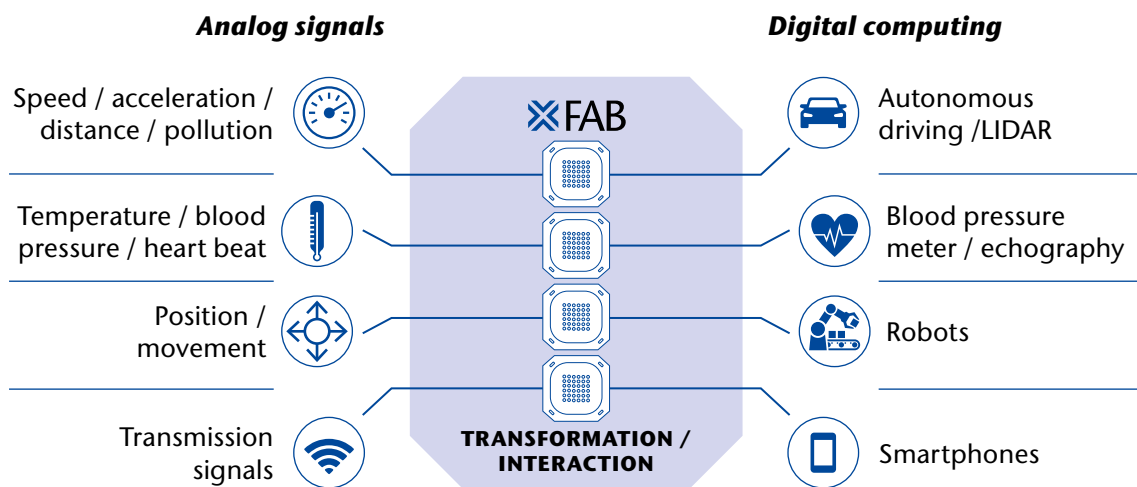 Analog signals
Digital computing
Speed / acceleration /
distance / pollution
XFAB
Autonomous
driving /LIDAR
Temperature / blood
pressure / heart beat
Blood pressure
meter / echography
Position /
movement
Robots
Transmission
signals
TRANSFORMATION /
INTERACTION
Smartphones